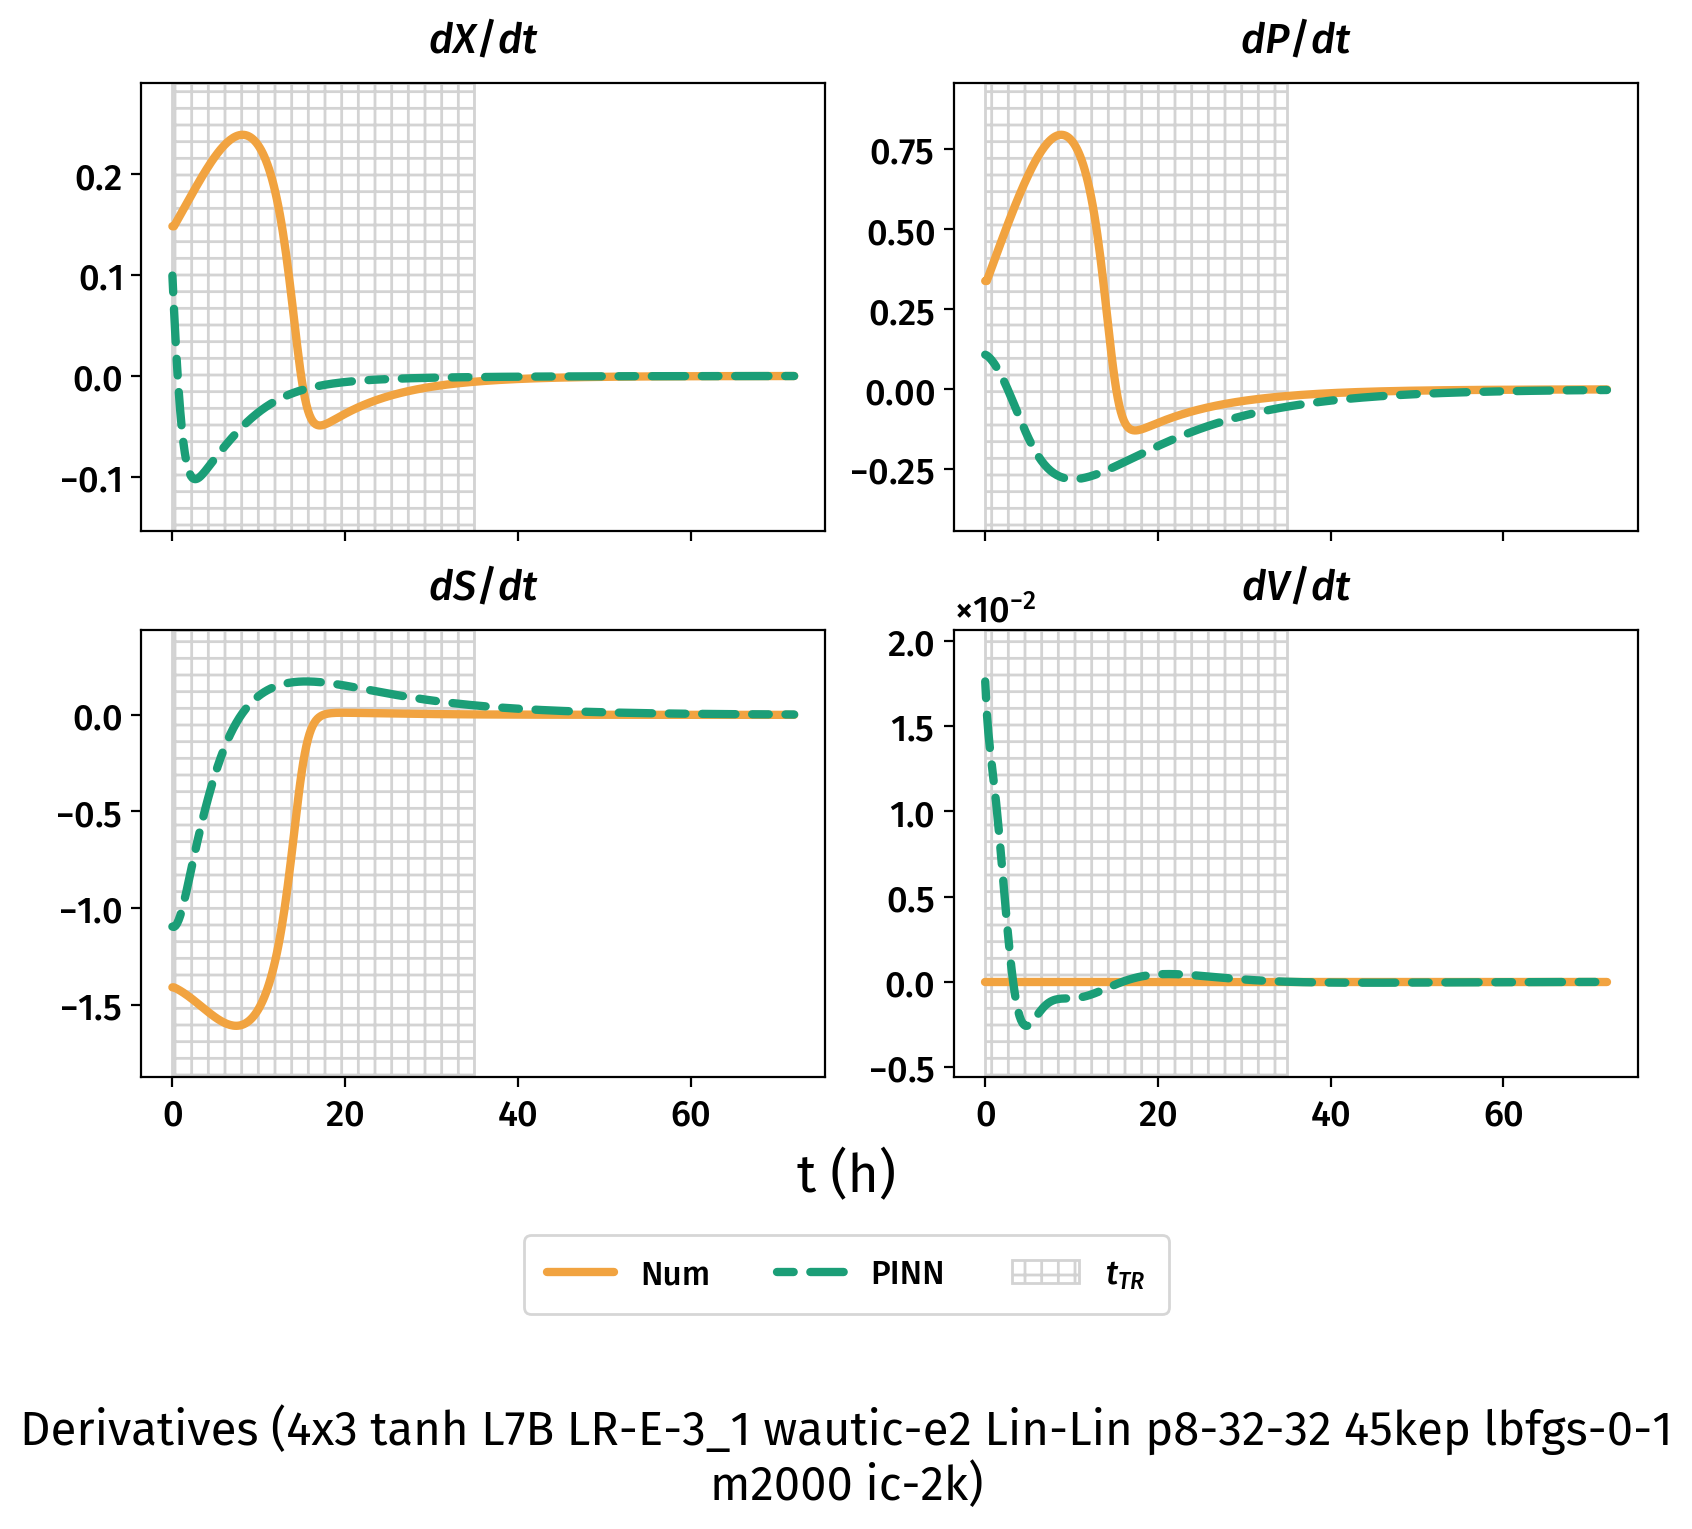 dX/dt
dP/dt
0.2
0.1
0.0
−0.1
0.75
0.50
0.25
0.00
−0.25
dS/dt
dV/dt
×10⁻²
0.0
−0.5
−1.0
−1.5
2.0
1.5
1.0
0.5
0.0
−0.5
0 20 40 60
0 20 40 60
t (h)
Num PINN t_TR
Derivatives (4x3 tanh L7B LR-E-3_1 wautic-e2 Lin-Lin p8-32-32 45kep lbfgs-0-1
m2000 ic-2k)